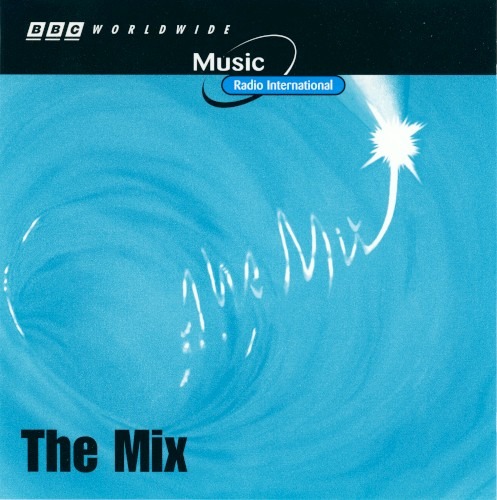 BBC WORLDWIDE
Music
Radio International
The Mix
The Mix